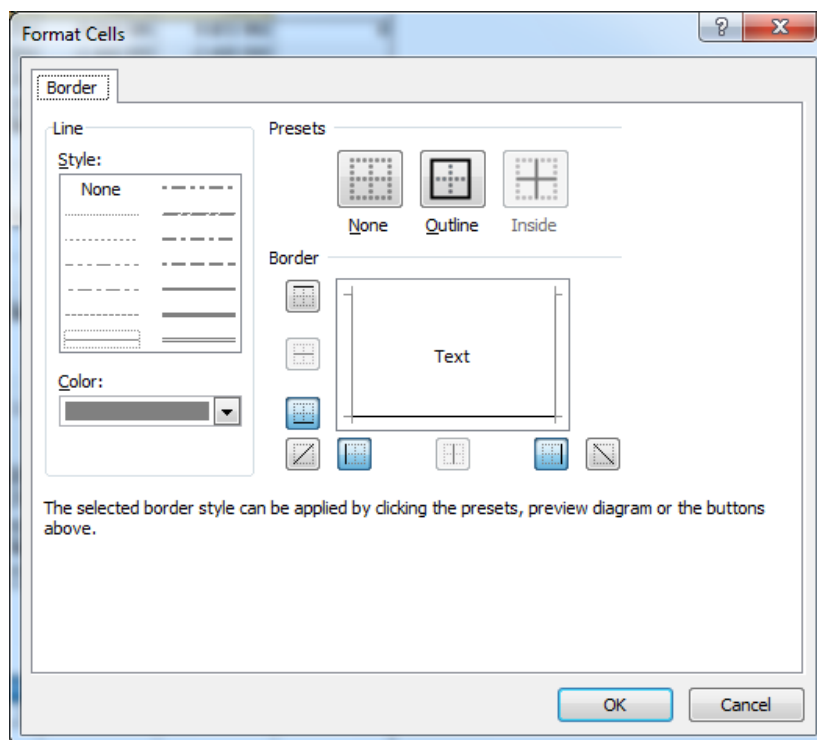 Format Cells
?
X
Border
Line
Style:
None
Color:
Presets
None
Outline
Inside
Border
Text
The selected border style can be applied by clicking the presets, preview diagram or the buttons
above.
OK
Cancel